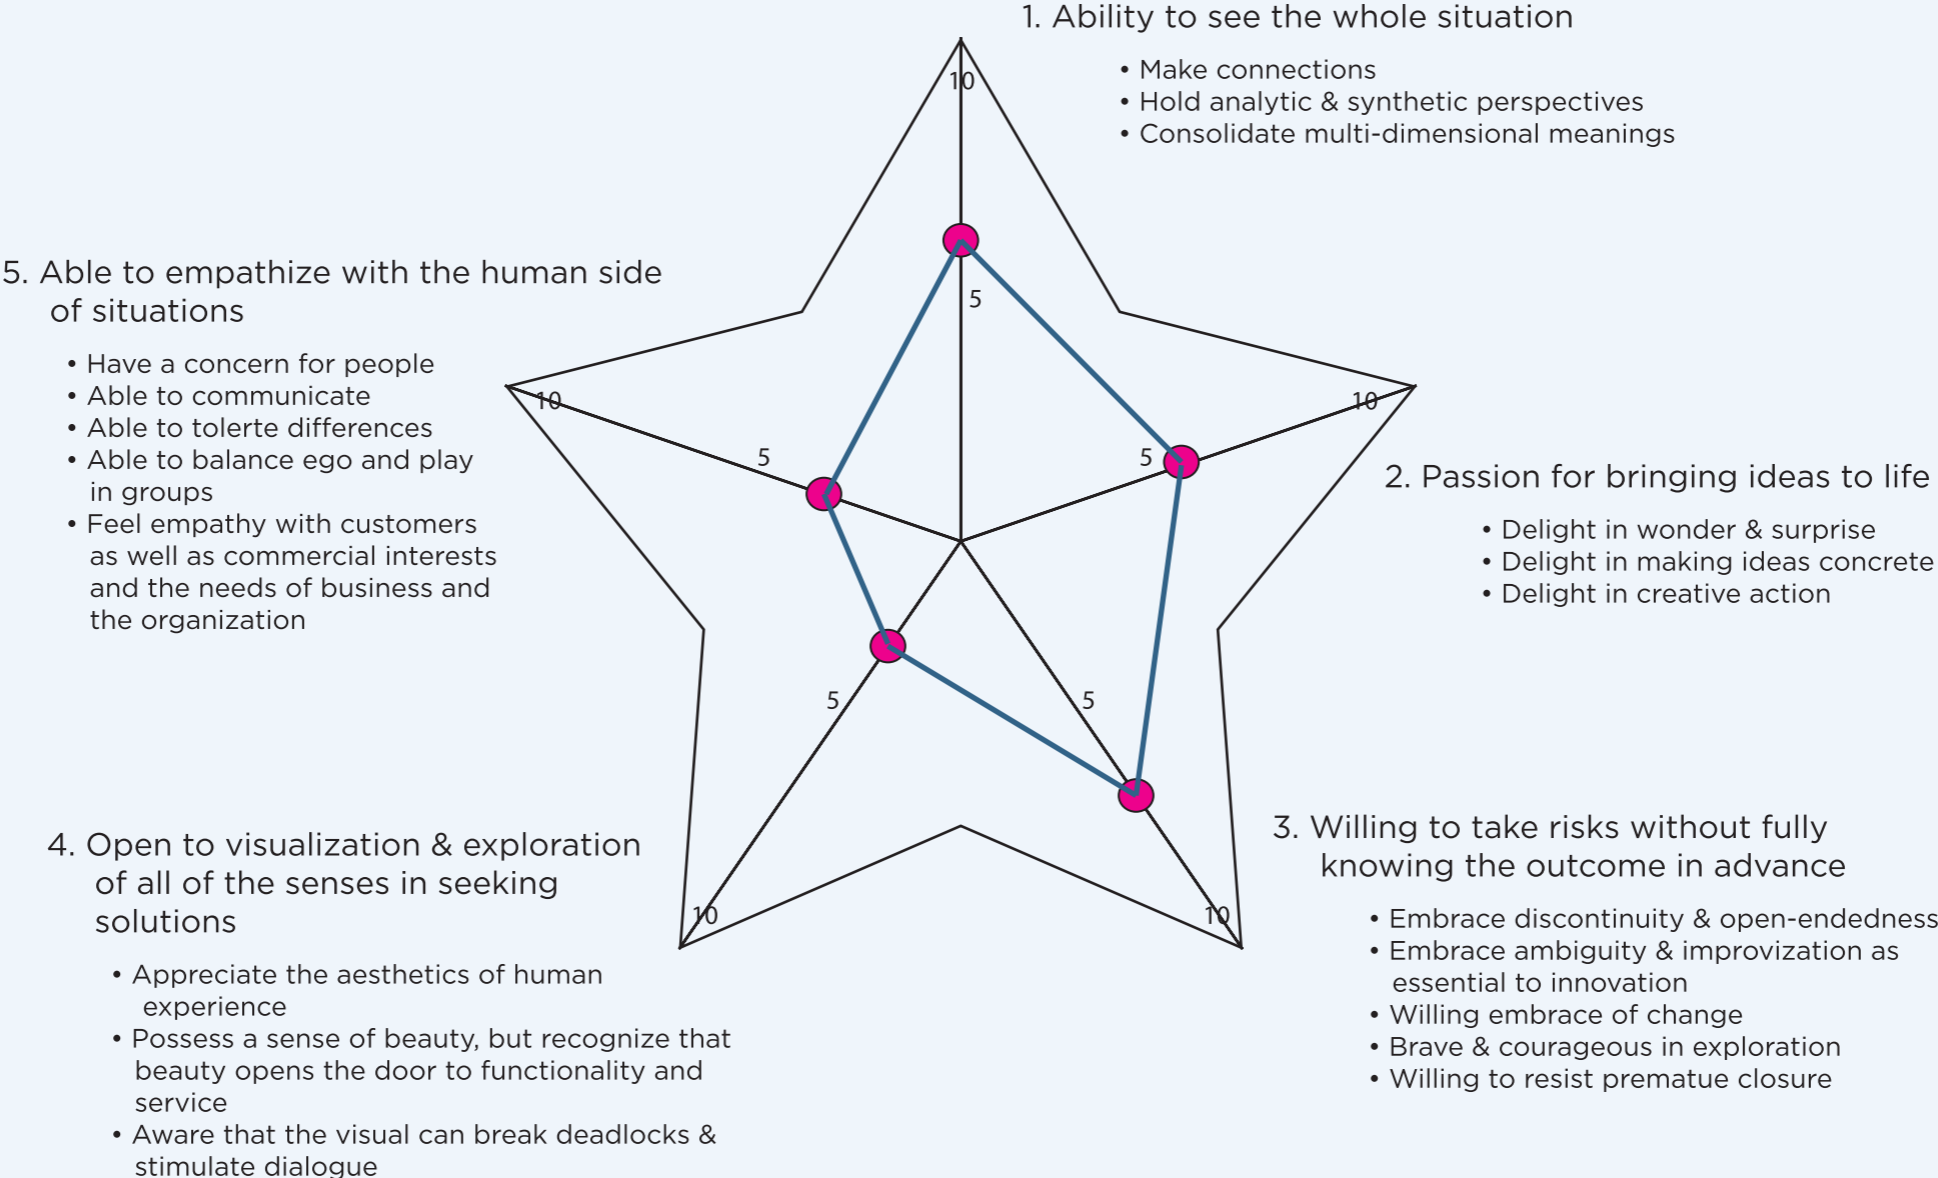 1. Ability to see the whole situation
• Make connections
• Hold analytic & synthetic perspectives
• Consolidate multi-dimensional meanings
10
5
10
5
2. Passion for bringing ideas to life
• Delight in wonder & surprise
• Delight in making ideas concrete
• Delight in creative action
5
10
3. Willing to take risks without fully
knowing the outcome in advance
• Embrace discontinuity & open-endedness
• Embrace ambiguity & improvization as
essential to innovation
• Willing embrace of change
• Brave & courageous in exploration
• Willing to resist prematue closure
5
10
4. Open to visualization & exploration
of all of the senses in seeking
solutions
• Appreciate the aesthetics of human
experience
• Possess a sense of beauty, but recognize that
beauty opens the door to functionality and
service
• Aware that the visual can break deadlocks &
stimulate dialogue
10
5
5. Able to empathize with the human side
of situations
• Have a concern for people
• Able to communicate
• Able to tolerte differences
• Able to balance ego and play
in groups
• Feel empathy with customers
as well as commercial interests
and the needs of business and
the organization